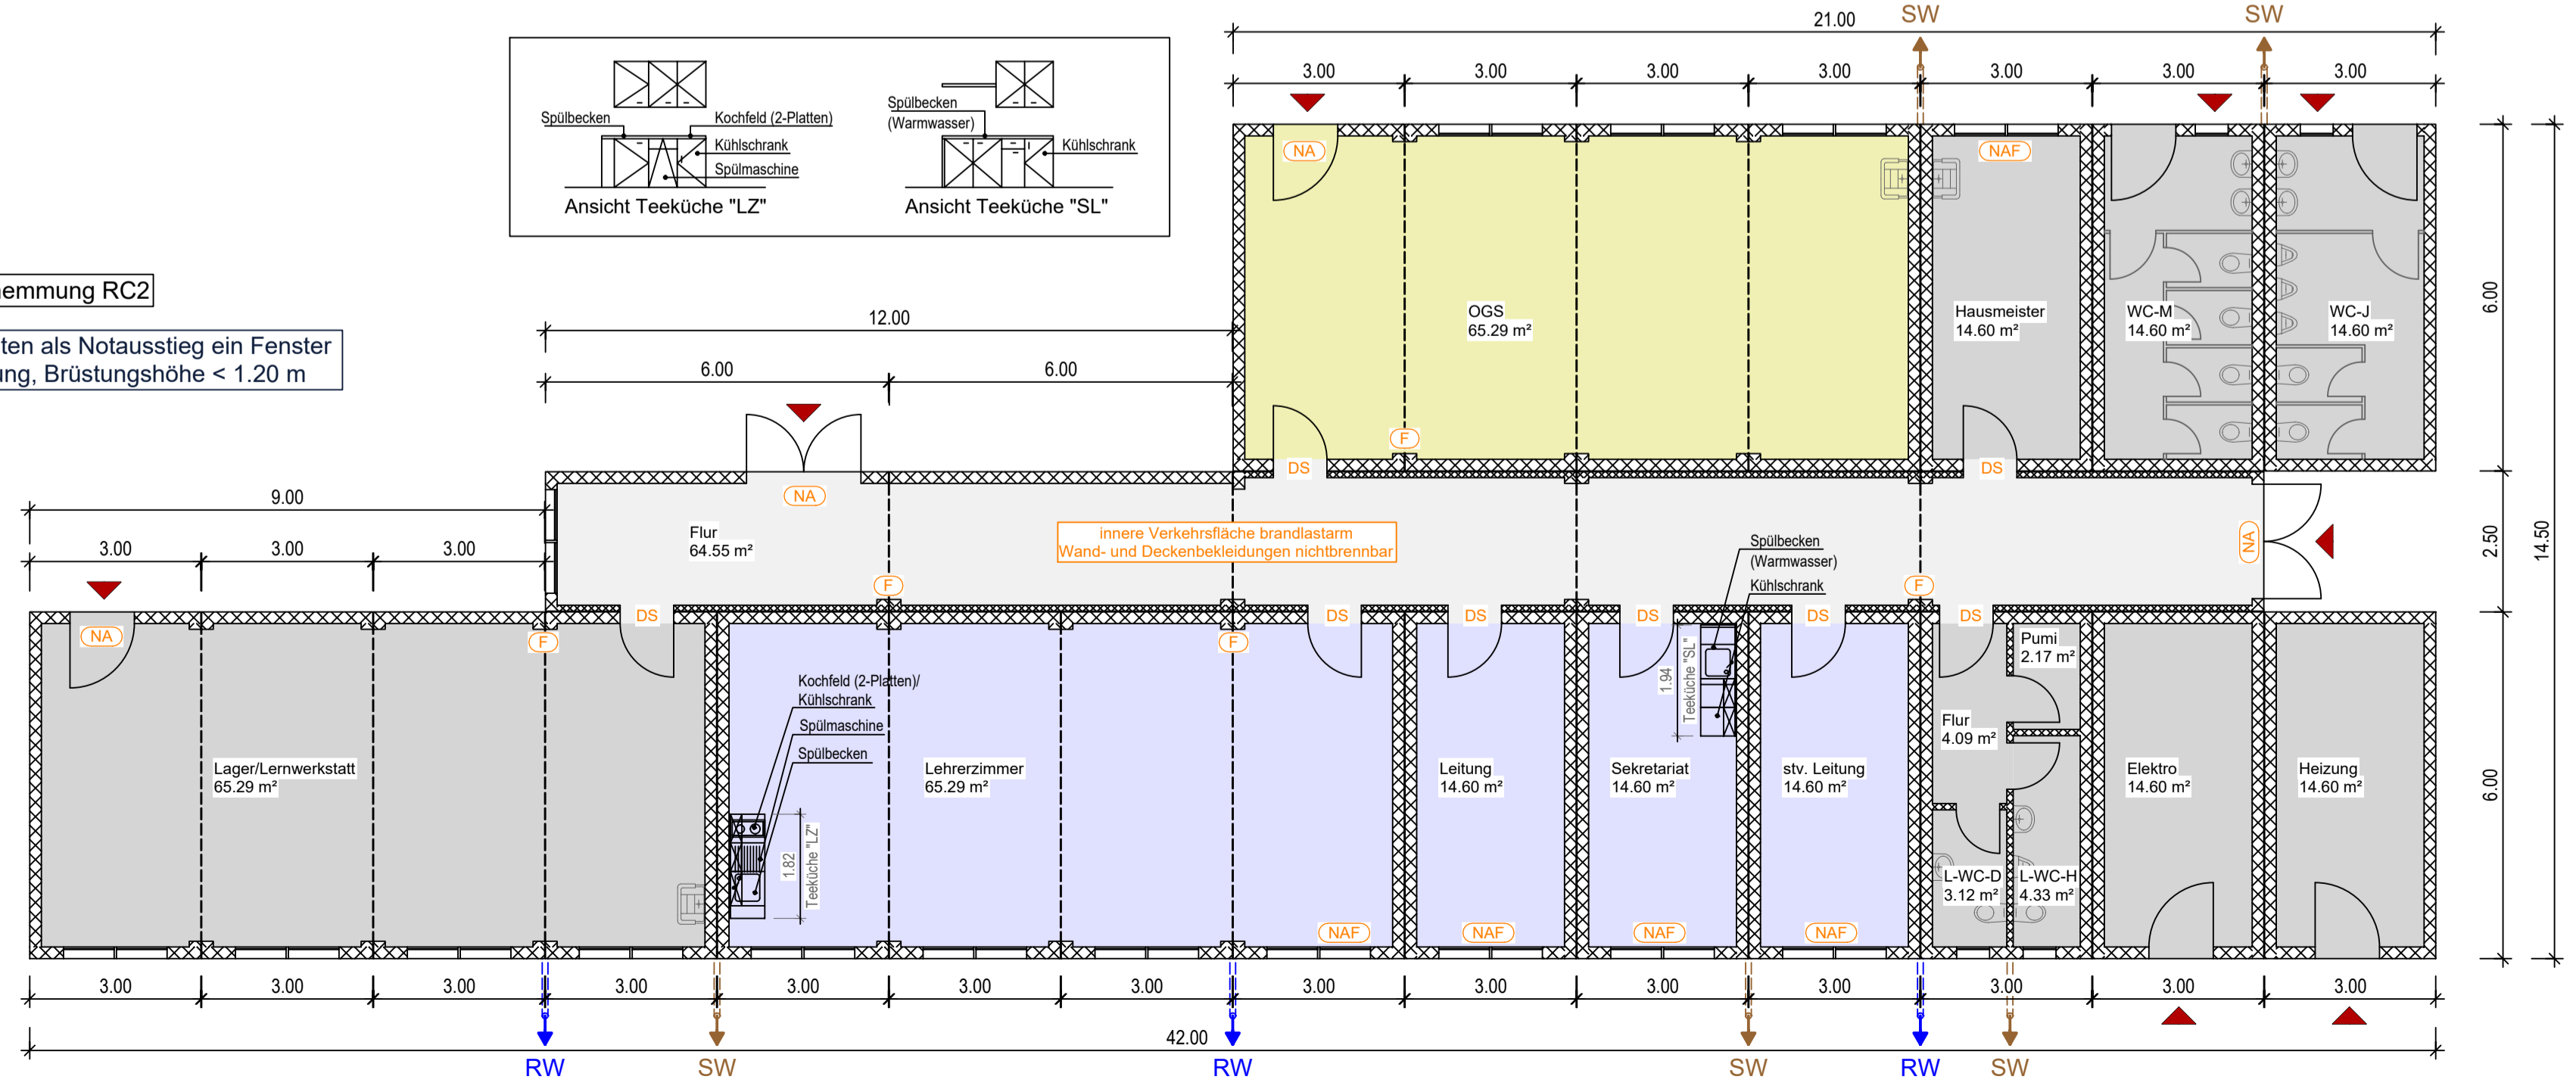 SW
SW
21.00
3.00
3.00
3.00
3.00
3.00
3.00
3.00
Spülbecken
Kochfeld (2-Platten)
Kühlschrank
Spülmaschine
Ansicht Teeküche "LZ"
Spülbecken
(Warmwasser)
Kühlschrank
Ansicht Teeküche "SL"
emmung RC2
ten als Notausstieg ein Fenster
ung, Brüstungshöhe < 1.20 m
12.00
6.00
6.00
9.00
3.00
3.00
3.00
NA
NAF
OGS
65.29 m²
Hausmeister
14.60 m²
WC-M
14.60 m²
WC-J
14.60 m²
6.00
2.50
14.50
6.00
F
DS
DS
NA
Flur
64.55 m²
innere Verkehrsfläche brandlastarm
Wand- und Deckenbekleidungen nichtbrennbar
NA
Spülbecken
(Warmwasser)
Kühlschrank
F
F
NA
F
DS
F
DS
DS
DS
DS
DS
Lager/Lernwerkstatt
65.29 m²
Kochfeld (2-Platten)/
Kühlschrank
Spülmaschine
Spülbecken
1.82
Teeküche "LZ"
Lehrerzimmer
65.29 m²
Leitung
14.60 m²
1.94
Teeküche "SL"
Sekretariat
14.60 m²
stv. Leitung
14.60 m²
Pumi
2.17 m²
Flur
4.09 m²
L-WC-D
3.12 m²
L-WC-H
4.33 m²
Elektro
14.60 m²
Heizung
14.60 m²
NAF
NAF
NAF
NAF
3.00
3.00
3.00
3.00
3.00
3.00
3.00
3.00
3.00
3.00
3.00
3.00
3.00
3.00
42.00
RW
SW
RW
SW
RW
SW